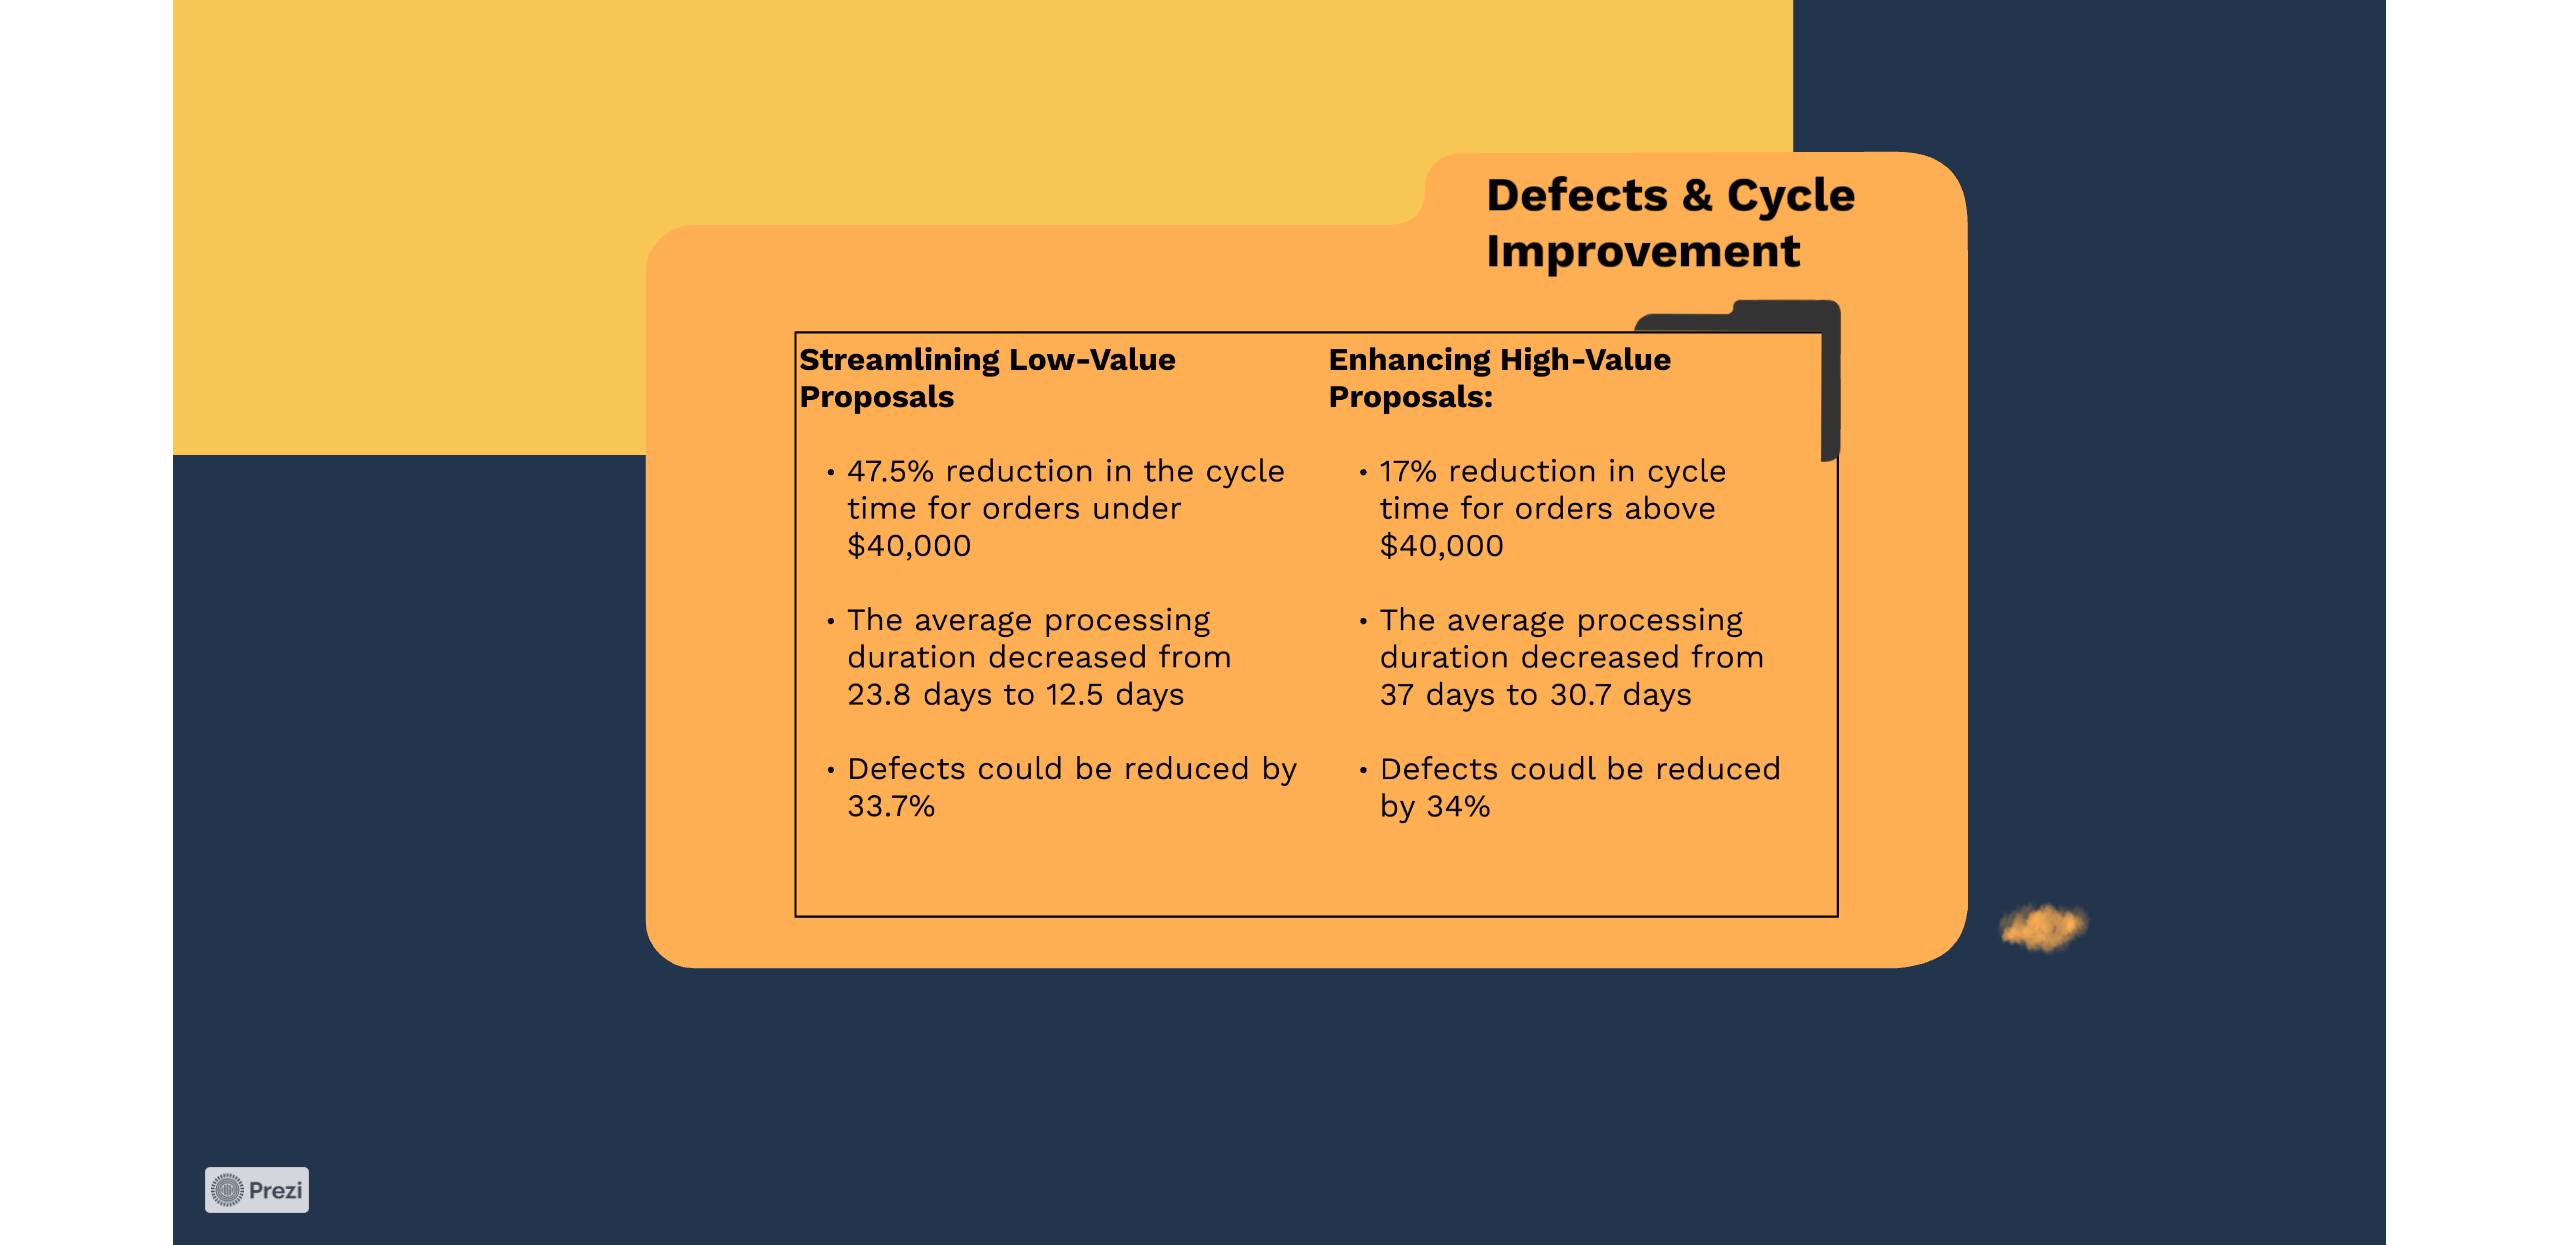 Defects & Cycle
Improvement
Streamlining Low-Value
Proposals
• 47.5% reduction in the cycle
time for orders under
$40,000
• The average processing
duration decreased from
23.8 days to 12.5 days
• Defects could be reduced by
33.7%
Enhancing High-Value
Proposals:
• 17% reduction in cycle
time for orders above
$40,000
• The average processing
duration decreased from
37 days to 30.7 days
• Defects coudl be reduced
by 34%
Prezi